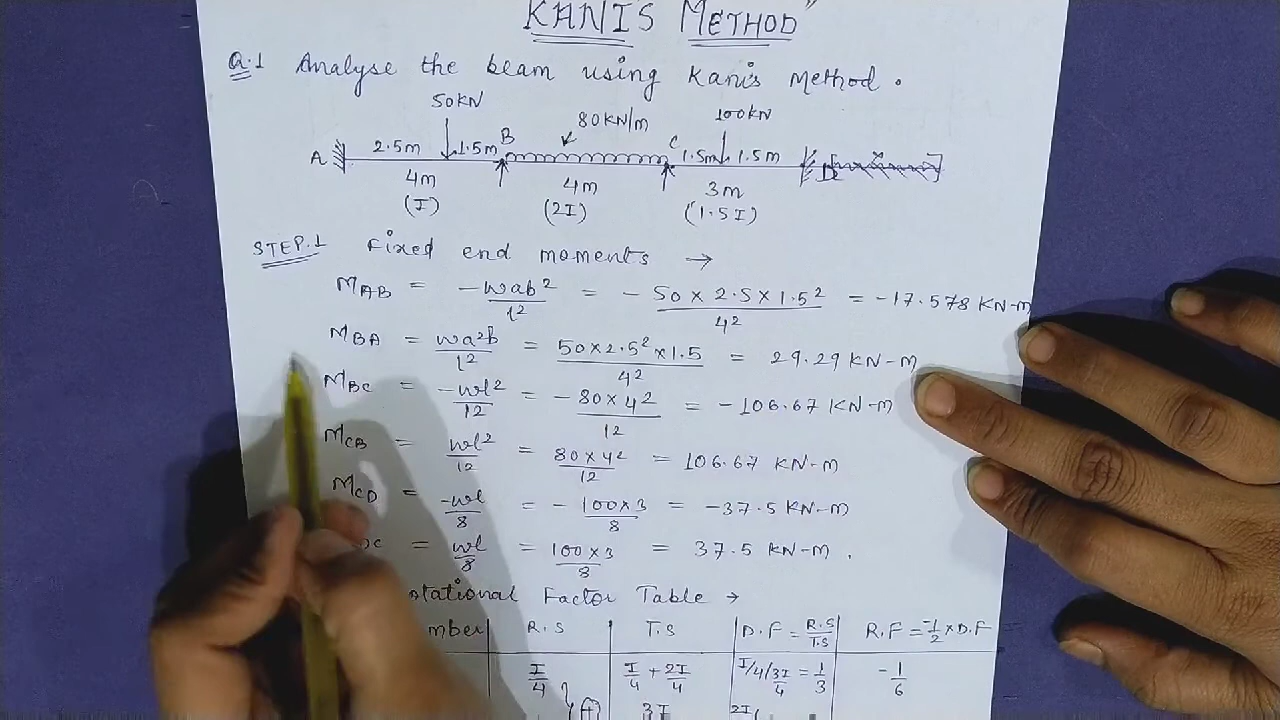 KANI'S METHOD"
Q.1 Analyse the beam using Kani's Method.
50KN 80KN/m 100KN
A 2.5m 1.5m B C 1.5m 1.5m D
4m 4m 3m
(I) (2I) (1.5I)
STEP.1 Fixed end moments →
MAB = -wab²/l² = - 50 × 2.5 × 1.5²/4² = -17.578 KN-m
MBA = wa²b/l² = 50×2.5²×1.5/4² = 29.29 KN-m
MBC = -wl²/12 = - 80×4²/12 = -106.67 KN-m
MCB = wl²/12 = 80×4²/12 = 106.67 KN-m
MCD = -wl/8 = - 100×3/8 = -37.5 KN-m
DC = wl/8 = 100×3/8 = 37.5 KN-m.
otational Factor Table →
mber R.S T.S D.F = R.S/T.S R.F = -1/2 × D.F
I/4 I/4 + 2I/4 I/4/3I/4 = 1/3 -1/6
3I 2I/